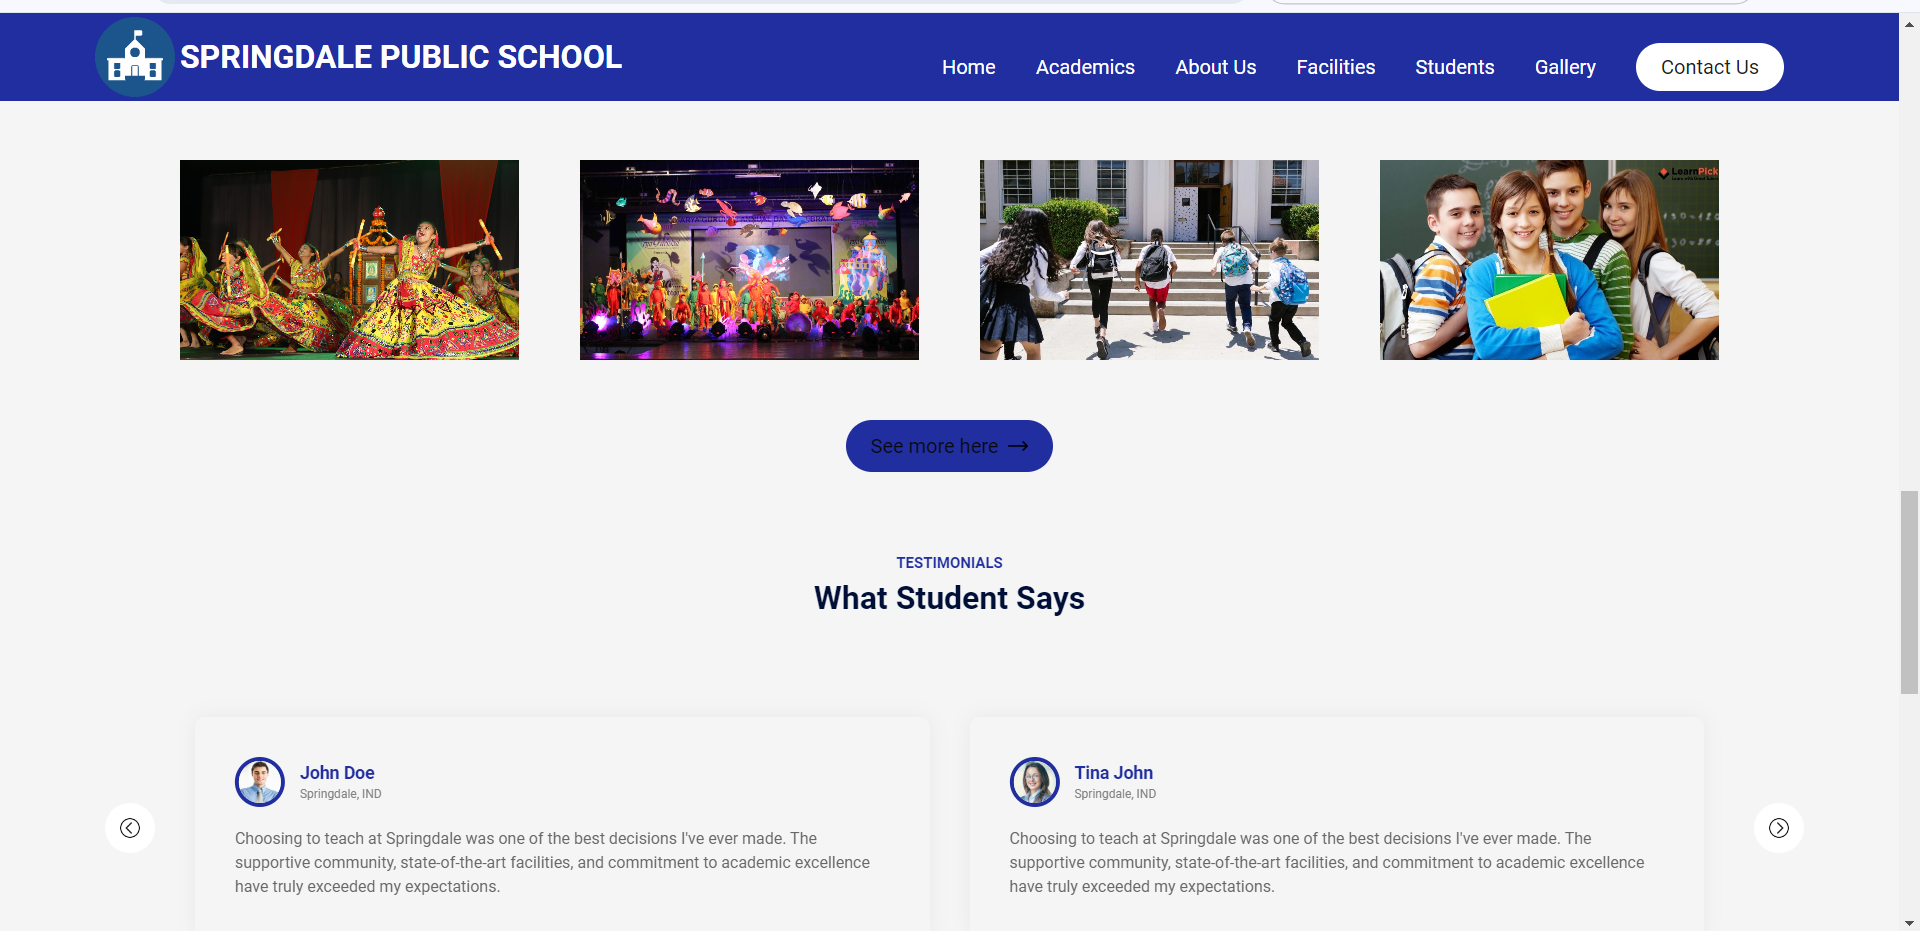 SPRINGDALE PUBLIC SCHOOL
Home Academics About Us Facilities Students Gallery Contact Us
LearnPick
See more here
TESTIMONIALS
What Student Says
John Doe
Springdale, IND
Choosing to teach at Springdale was one of the best decisions I've ever made. The
supportive community, state-of-the-art facilities, and commitment to academic excellence
have truly exceeded my expectations.
Tina John
Springdale, IND
Choosing to teach at Springdale was one of the best decisions I've ever made. The
supportive community, state-of-the-art facilities, and commitment to academic excellence
have truly exceeded my expectations.